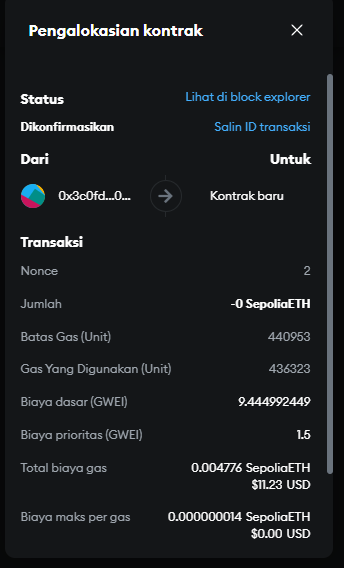 Pengalokasian kontrak
Status Lihat di block explorer
Dikonfirmasikan Salin ID transaksi
Dari Untuk
0x3c0fd...0... Kontrak baru
Transaksi
Nonce 2
Jumlah -0 SepoliaETH
Batas Gas (Unit) 440953
Gas Yang Digunakan (Unit) 436323
Biaya dasar (GWEI) 9.444992449
Biaya prioritas (GWEI) 1.5
Total biaya gas 0.004776 SepoliaETH
$11.23 USD
Biaya maks per gas 0.000000014 SepoliaETH
$0.00 USD